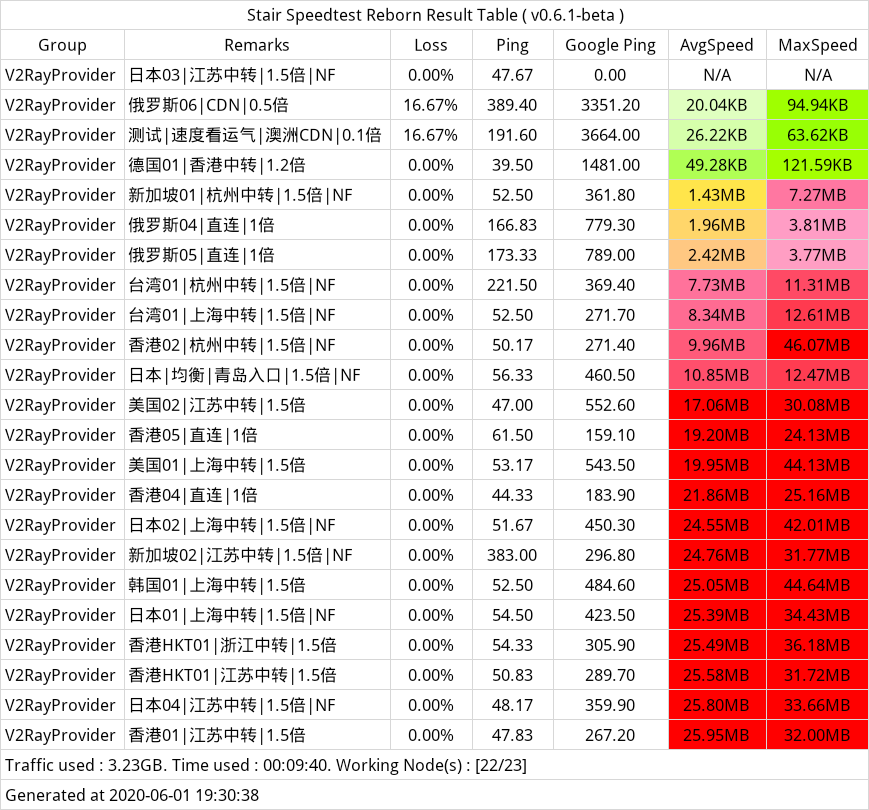 Stair Speedtest Reborn Result Table ( v0.6.1-beta )
Group Remarks Loss Ping Google Ping AvgSpeed MaxSpeed
V2RayProvider 日本03|江苏中转|1.5倍|NF 0.00% 47.67 0.00 N/A N/A
V2RayProvider 俄罗斯06|CDN|0.5倍 16.67% 389.40 3351.20 20.04KB 94.94KB
V2RayProvider 测试|速度看运气|澳洲CDN|0.1倍 16.67% 191.60 3664.00 26.22KB 63.62KB
V2RayProvider 德国01|香港中转|1.2倍 0.00% 39.50 1481.00 49.28KB 121.59KB
V2RayProvider 新加坡01|杭州中转|1.5倍|NF 0.00% 52.50 361.80 1.43MB 7.27MB
V2RayProvider 俄罗斯04|直连|1倍 0.00% 166.83 779.30 1.96MB 3.81MB
V2RayProvider 俄罗斯05|直连|1倍 0.00% 173.33 789.00 2.42MB 3.77MB
V2RayProvider 台湾01|杭州中转|1.5倍|NF 0.00% 221.50 369.40 7.73MB 11.31MB
V2RayProvider 台湾01|上海中转|1.5倍|NF 0.00% 52.50 271.70 8.34MB 12.61MB
V2RayProvider 香港02|杭州中转|1.5倍|NF 0.00% 50.17 271.40 9.96MB 46.07MB
V2RayProvider 日本|均衡|青岛入口|1.5倍|NF 0.00% 56.33 460.50 10.85MB 12.47MB
V2RayProvider 美国02|江苏中转|1.5倍 0.00% 47.00 552.60 17.06MB 30.08MB
V2RayProvider 香港05|直连|1倍 0.00% 61.50 159.10 19.20MB 24.13MB
V2RayProvider 美国01|上海中转|1.5倍 0.00% 53.17 543.50 19.95MB 44.13MB
V2RayProvider 香港04|直连|1倍 0.00% 44.33 183.90 21.86MB 25.16MB
V2RayProvider 日本02|上海中转|1.5倍|NF 0.00% 51.67 450.30 24.55MB 42.01MB
V2RayProvider 新加坡02|江苏中转|1.5倍|NF 0.00% 383.00 296.80 24.76MB 31.77MB
V2RayProvider 韩国01|上海中转|1.5倍 0.00% 52.50 484.60 25.05MB 44.64MB
V2RayProvider 日本01|上海中转|1.5倍|NF 0.00% 54.50 423.50 25.39MB 34.43MB
V2RayProvider 香港HKT01|浙江中转|1.5倍 0.00% 54.33 305.90 25.49MB 36.18MB
V2RayProvider 香港HKT01|江苏中转|1.5倍 0.00% 50.83 289.70 25.58MB 31.72MB
V2RayProvider 日本04|江苏中转|1.5倍|NF 0.00% 48.17 359.90 25.80MB 33.66MB
V2RayProvider 香港01|江苏中转|1.5倍 0.00% 47.83 267.20 25.95MB 32.00MB
Traffic used : 3.23GB. Time used : 00:09:40. Working Node(s) : [22/23]
Generated at 2020-06-01 19:30:38